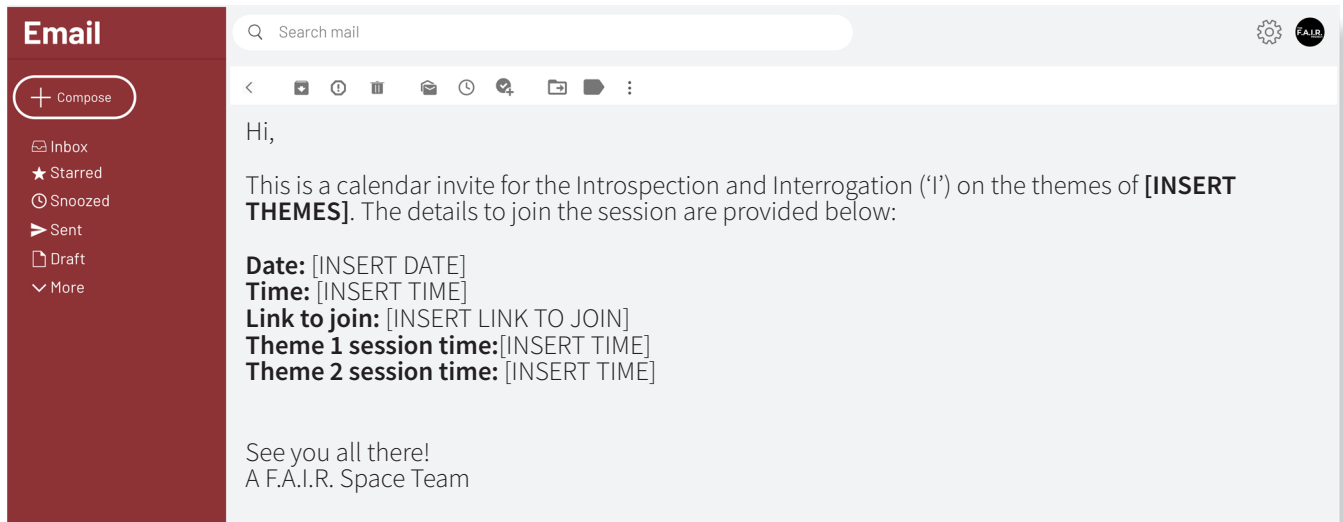 Email
Search mail
F.A.I.R.
Compose
Inbox
Starred
Snoozed
Sent
Draft
More
Hi,
This is a calendar invite for the Introspection and Interrogation (‘I’) on the themes of [INSERT
THEMES]. The details to join the session are provided below:
Date: [INSERT DATE]
Time: [INSERT TIME]
Link to join: [INSERT LINK TO JOIN]
Theme 1 session time:[INSERT TIME]
Theme 2 session time: [INSERT TIME]
See you all there!
A F.A.I.R. Space Team